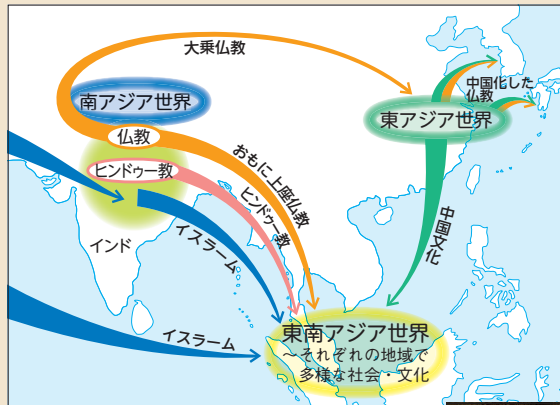 大乗仏教
中国化した
仏教
南アジア世界
東アジア世界
仏教
おもに上座仏教
ヒンドゥー教
ヒンドゥー教
インド
イスラーム
中国文化
イスラーム
東南アジア世界
～それぞれの地域で
多様な社会・文化